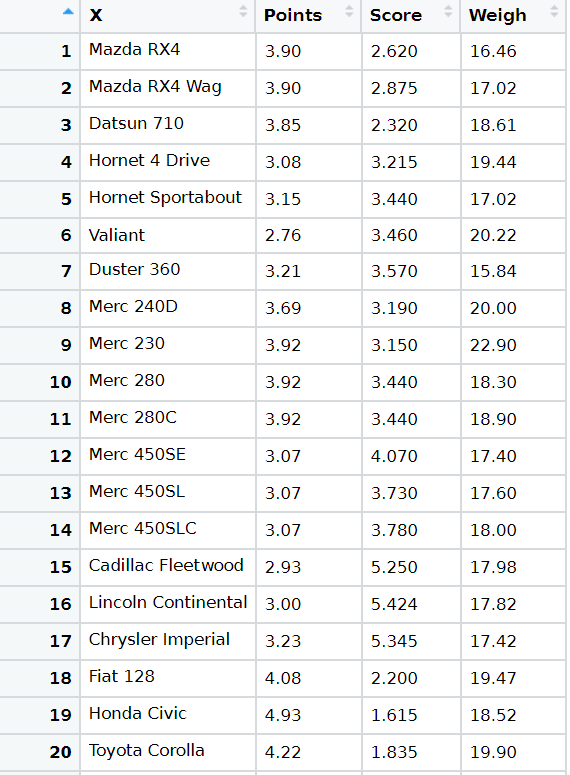 X Points Score Weigh
1 Mazda RX4 3.90 2.620 16.46
2 Mazda RX4 Wag 3.90 2.875 17.02
3 Datsun 710 3.85 2.320 18.61
4 Hornet 4 Drive 3.08 3.215 19.44
5 Hornet Sportabout 3.15 3.440 17.02
6 Valiant 2.76 3.460 20.22
7 Duster 360 3.21 3.570 15.84
8 Merc 240D 3.69 3.190 20.00
9 Merc 230 3.92 3.150 22.90
10 Merc 280 3.92 3.440 18.30
11 Merc 280C 3.92 3.440 18.90
12 Merc 450SE 3.07 4.070 17.40
13 Merc 450SL 3.07 3.730 17.60
14 Merc 450SLC 3.07 3.780 18.00
15 Cadillac Fleetwood 2.93 5.250 17.98
16 Lincoln Continental 3.00 5.424 17.82
17 Chrysler Imperial 3.23 5.345 17.42
18 Fiat 128 4.08 2.200 19.47
19 Honda Civic 4.93 1.615 18.52
20 Toyota Corolla 4.22 1.835 19.90